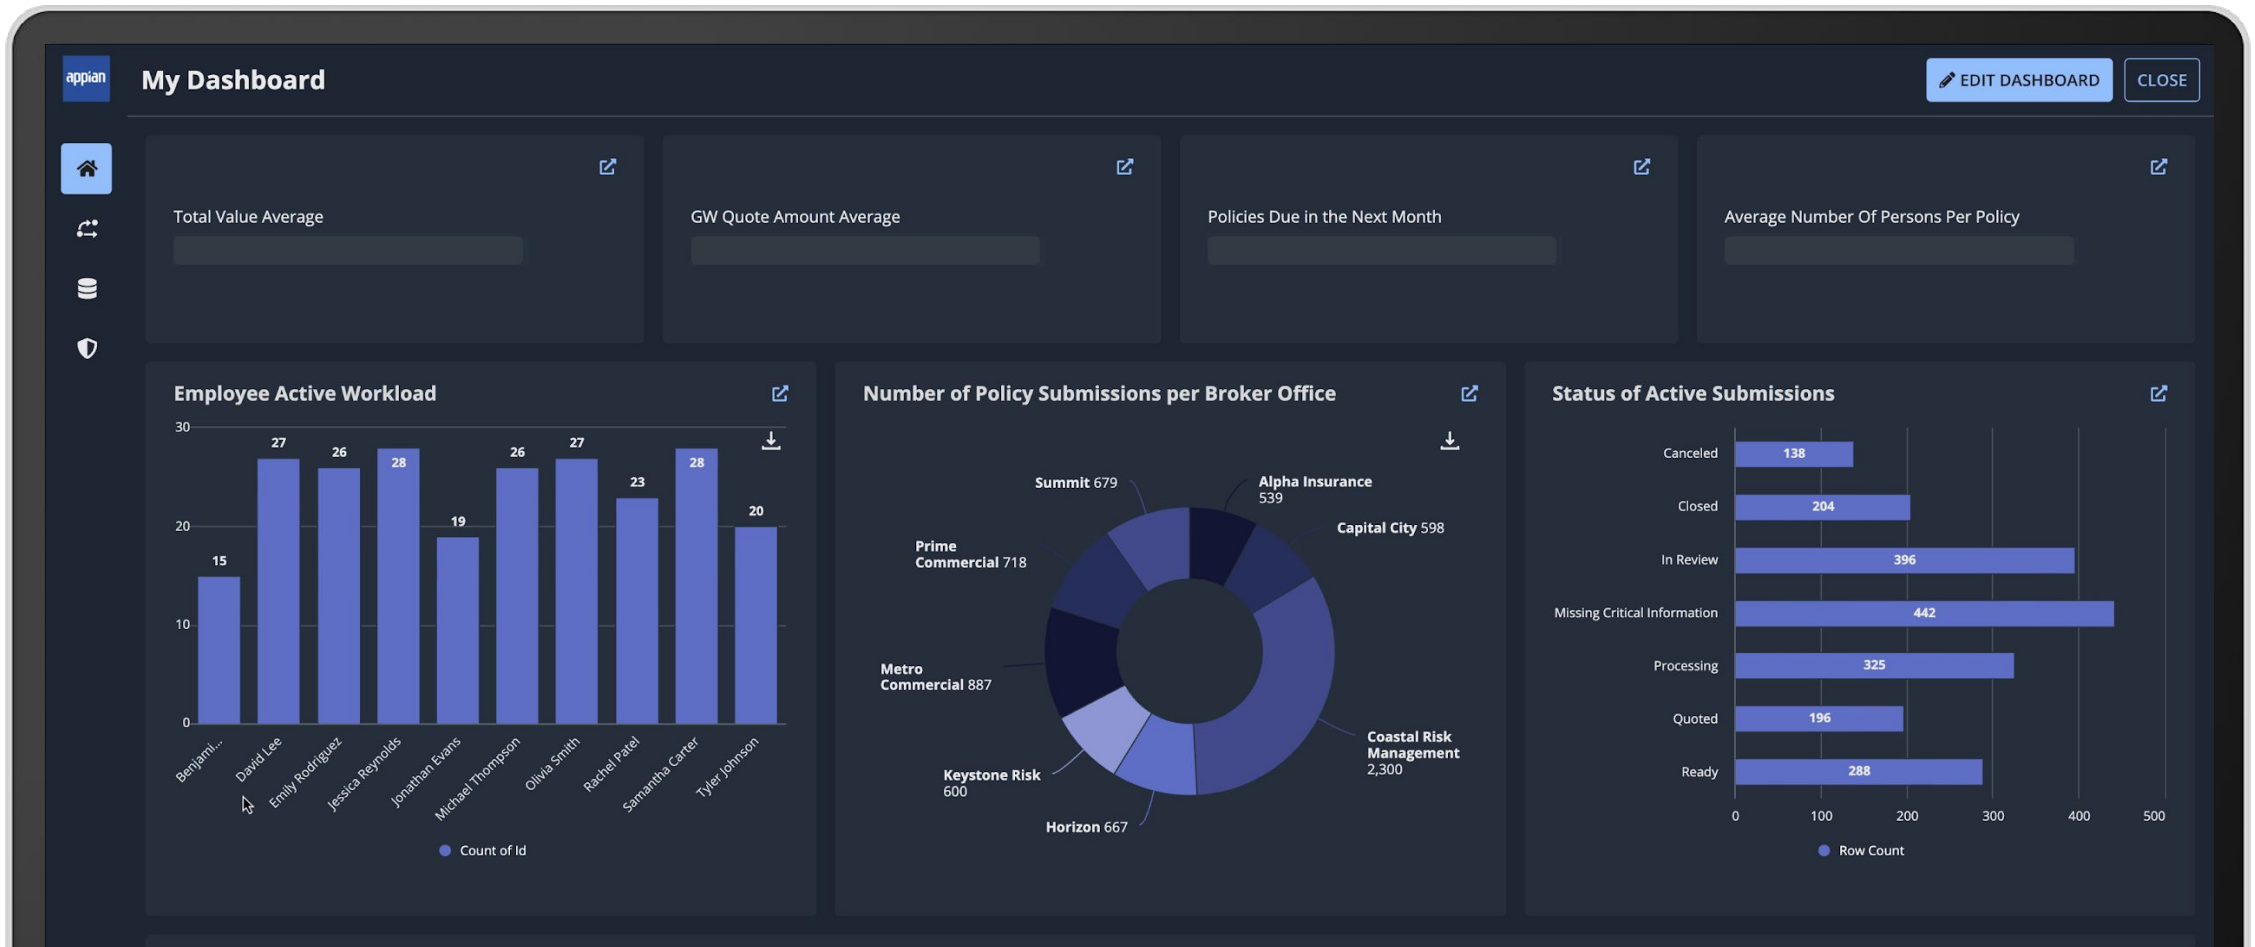 appian
My Dashboard
EDIT DASHBOARD
CLOSE
Total Value Average
GW Quote Amount Average
Policies Due in the Next Month
Average Number Of Persons Per Policy
Employee Active Workload
30
20
10
0
15
27
26
28
19
26
27
23
28
20
Benjami...
David Lee
Emily Rodriguez
Jessica Reynolds
Jonathan Evans
Michael Thompson
Olivia Smith
Rachel Patel
Samantha Carter
Tyler Johnson
Count of Id
Number of Policy Submissions per Broker Office
Summit 679
Alpha Insurance
539
Capital City 598
Prime
Commercial 718
Metro
Commercial 887
Coastal Risk
Management
2,300
Keystone Risk
600
Horizon 667
Status of Active Submissions
Canceled
138
Closed
204
In Review
396
Missing Critical Information
442
Processing
325
Quoted
196
Ready
288
0
100
200
300
400
500
Row Count